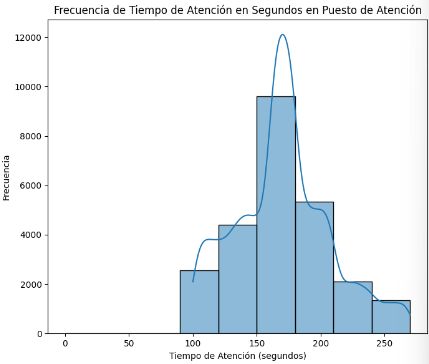 Frecuencia de Tiempo de Atención en Segundos en Puesto de Atención
12000
10000
8000
6000
4000
2000
0
Frecuencia
0 50 100 150 200 250
Tiempo de Atención (segundos)